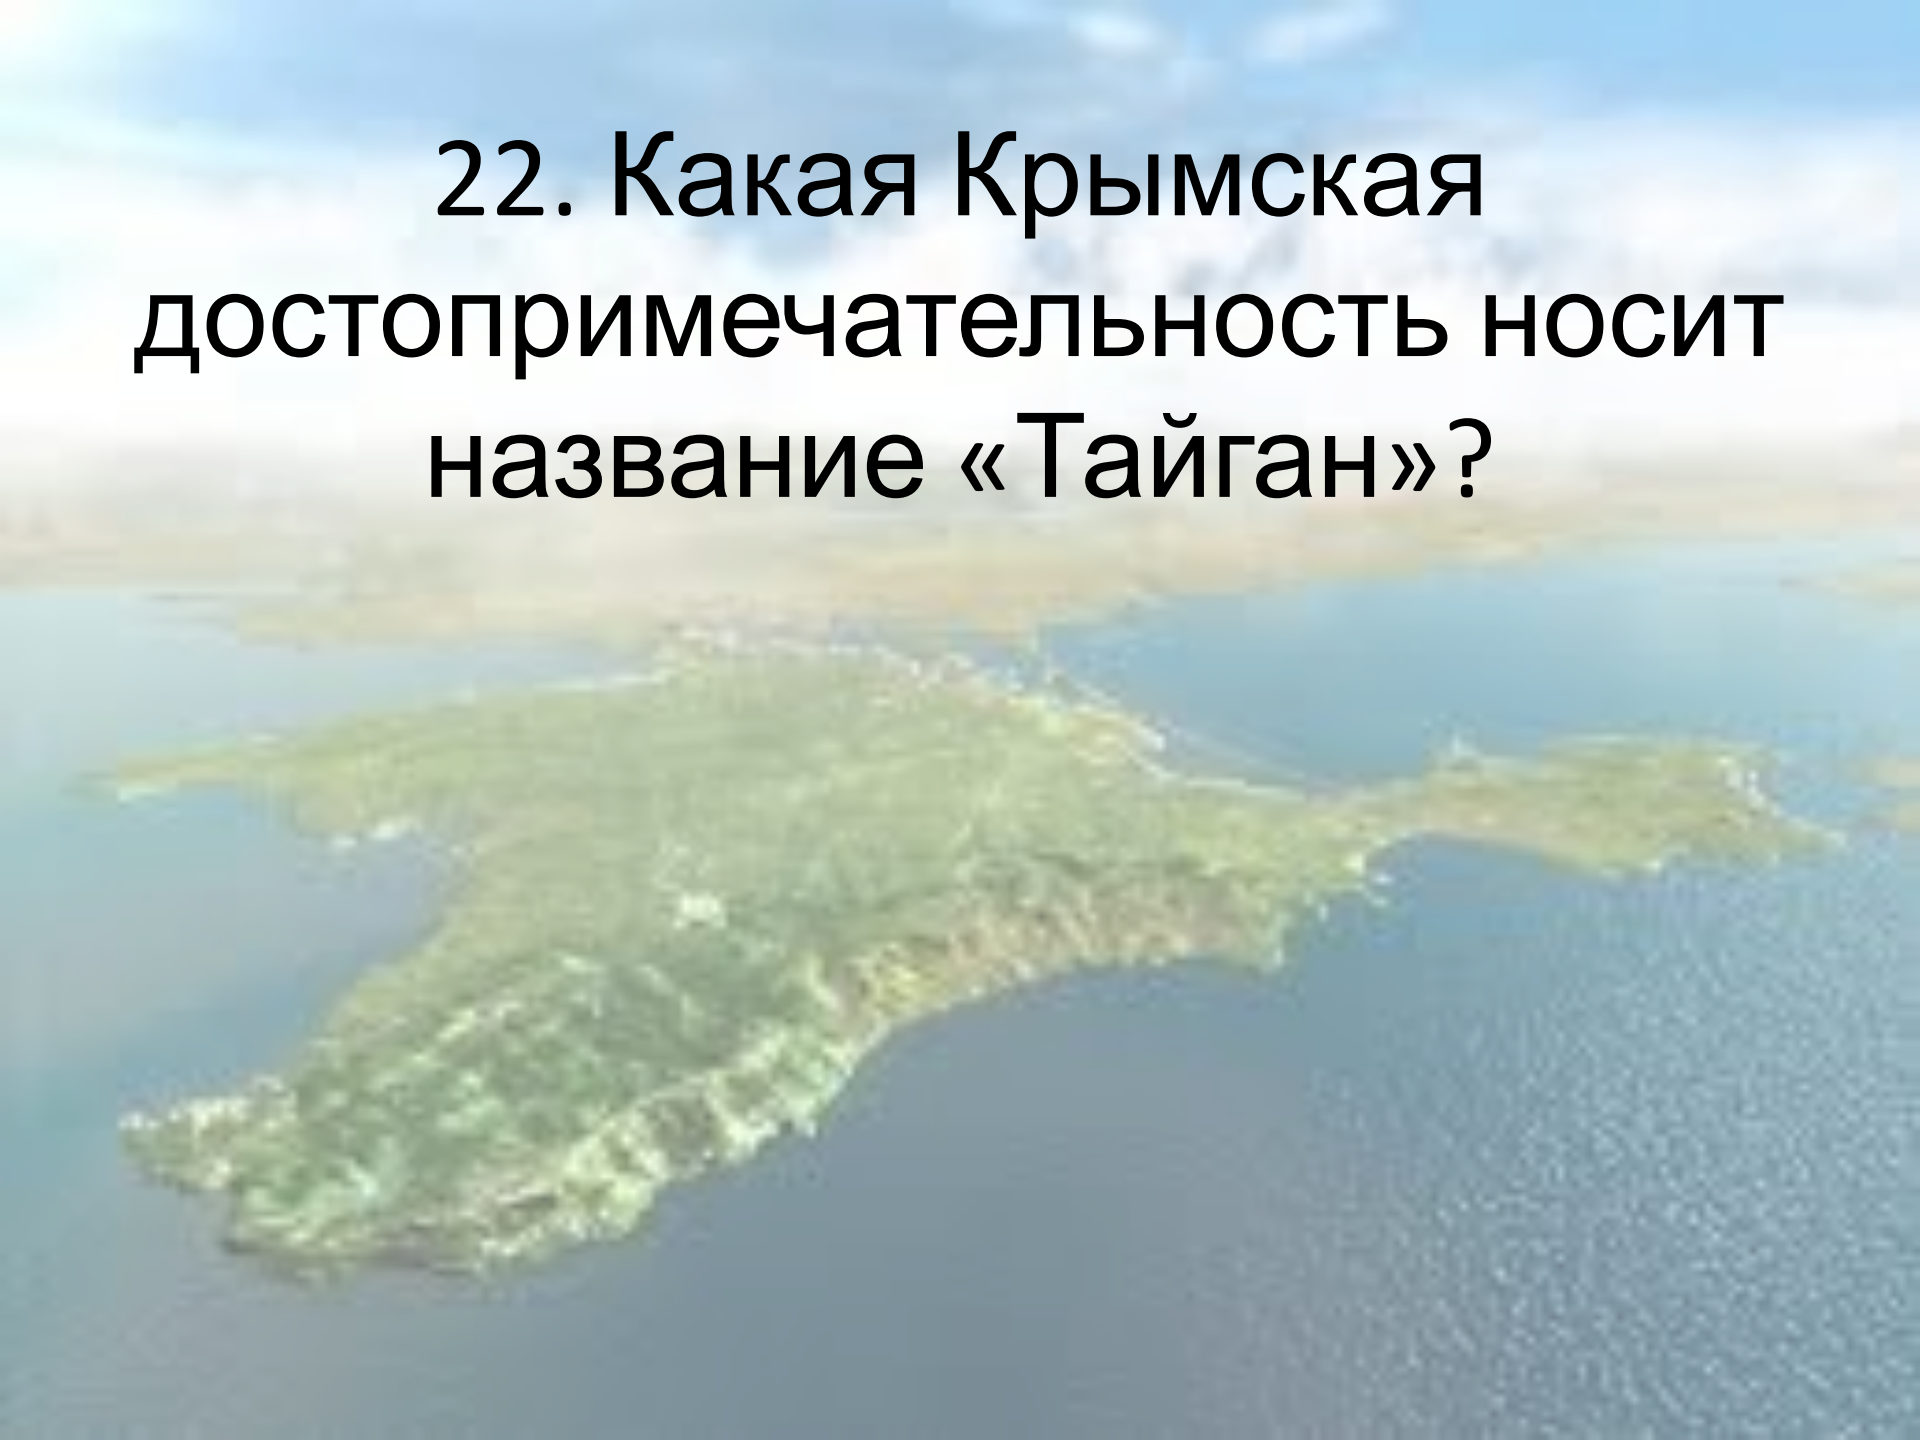 22. Какая Крымская
достопримечательность носит
название «Тайган»?